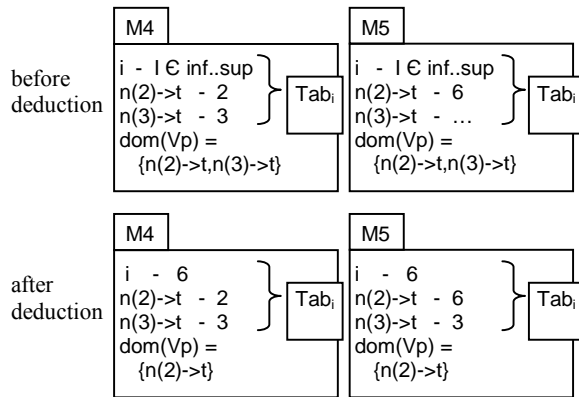 M4
M5
before
deduction
i - I Є inf..sup
n(2)->t - 2
n(3)->t - 3
dom(Vp) =
{n(2)->t,n(3)->t}
Tabi
i - I Є inf..sup
n(2)->t - 6
n(3)->t - …
dom(Vp) =
{n(2)->t,n(3)->t}
Tabi
M4
M5
after
deduction
i - 6
n(2)->t - 2
n(3)->t - 3
dom(Vp) =
{n(2)->t}
Tabi
i - 6
n(2)->t - 6
n(3)->t - 3
dom(Vp) =
{n(2)->t}
Tabi